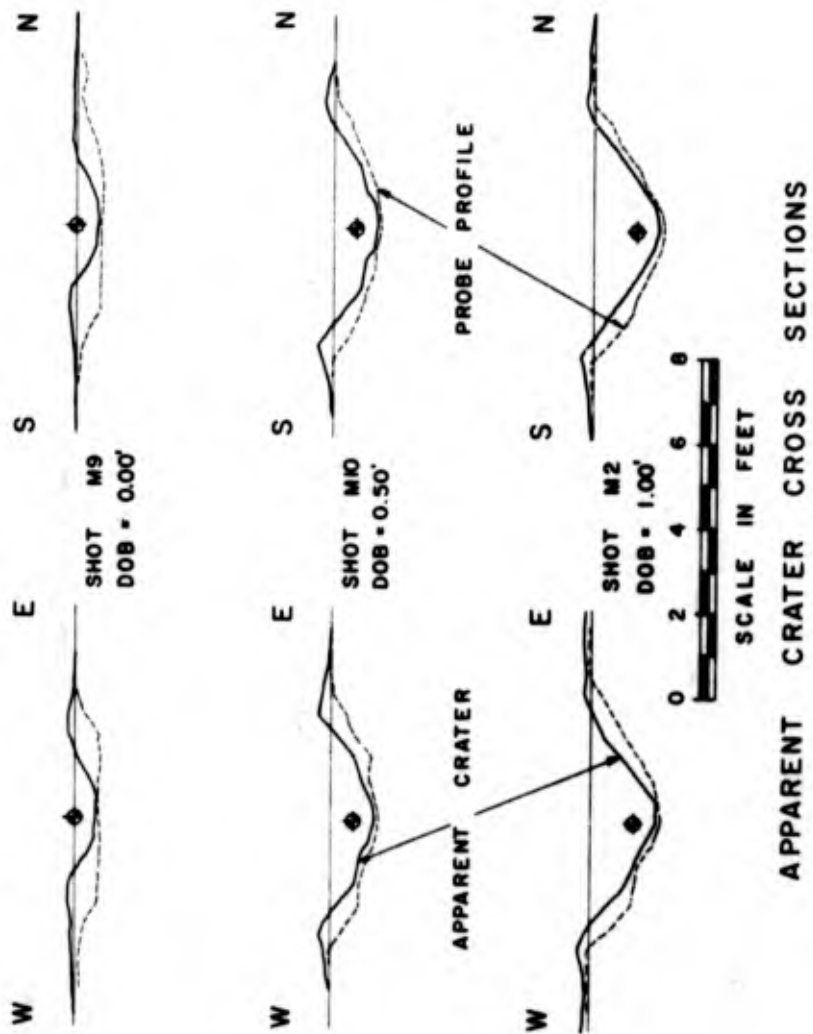 W E S N
SHOT M9
DOB = 0.00'
W E S N
SHOT M10
DOB = 0.50'
APPARENT CRATER
PROBE PROFILE
W E S N
SHOT M2
DOB = 1.00'
0 2 4 6 8
SCALE IN FEET
APPARENT CRATER CROSS SECTIONS